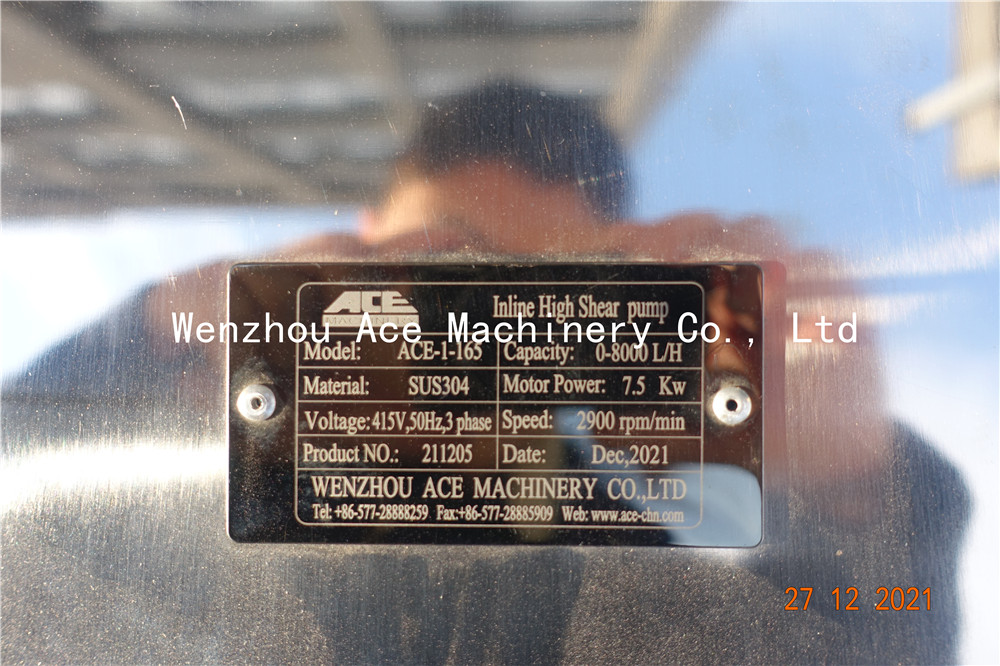 ACE
Inline High Shear pump
Wenzhou Ace Machinery Co., Ltd
Model: ACE-1-165 Capacity: 0-8000 L/H
Material: SUS304 Motor Power: 7.5 Kw
Voltage: 415V,50Hz,3 phase Speed: 2900 rpm/min
Product NO.: 211205 Date: Dec,2021
WENZHOU ACE MACHINERY CO.,LTD
Tel: +86-577-28888259 Fax:+86-577-28885909 Web: www.ace-chn.com
27 12 2021